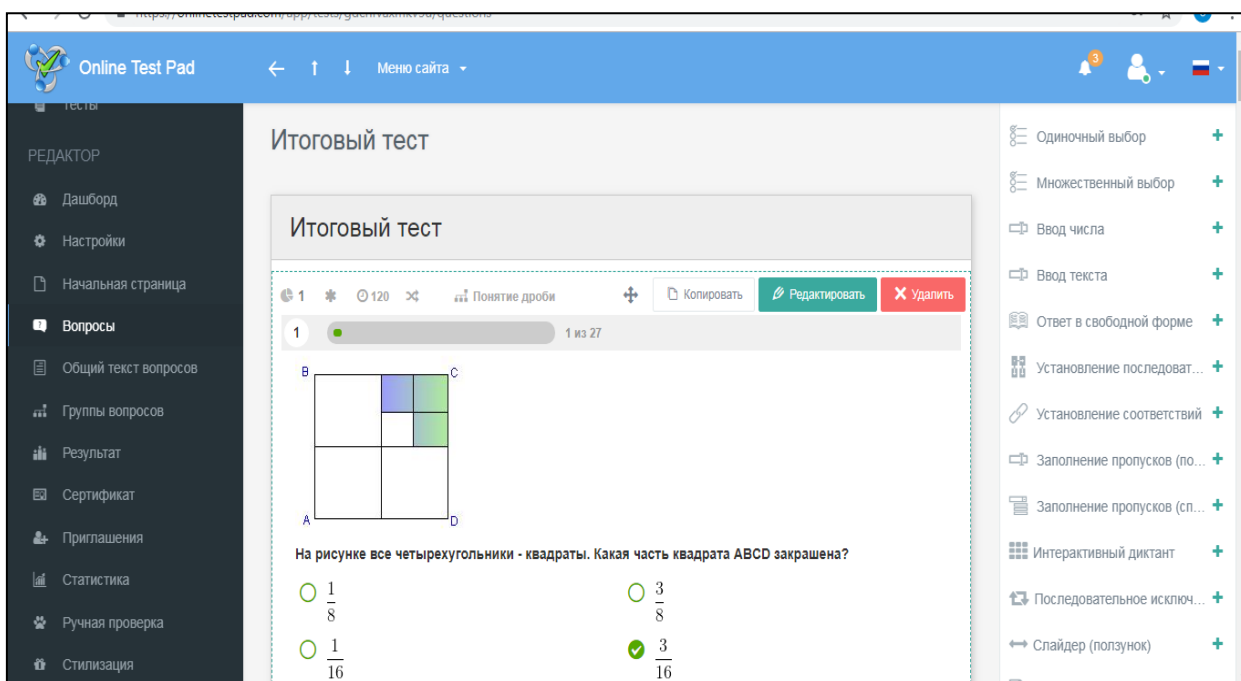 Online Test Pad
Меню сайта
3
Тесты
РЕДАКТОР
Дашборд
Настройки
Начальная страница
Вопросы
Общий текст вопросов
Группы вопросов
Результат
Сертификат
Приглашения
Статистика
Ручная проверка
Стилизация
Итоговый тест
Итоговый тест
1 120 Понятие дроби Копировать Редактировать Удалить
1 1 из 27
B C
A D
На рисунке все четырехугольники - квадраты. Какая часть квадрата ABCD закрашена?
1/8 3/8
1/16 3/16
Одиночный выбор
Множественный выбор
Ввод числа
Ввод текста
Ответ в свободной форме
Установление последоват...
Установление соответствий
Заполнение пропусков (по...
Заполнение пропусков (сп...
Интерактивный диктант
Последовательное исключ...
Слайдер (ползунок)